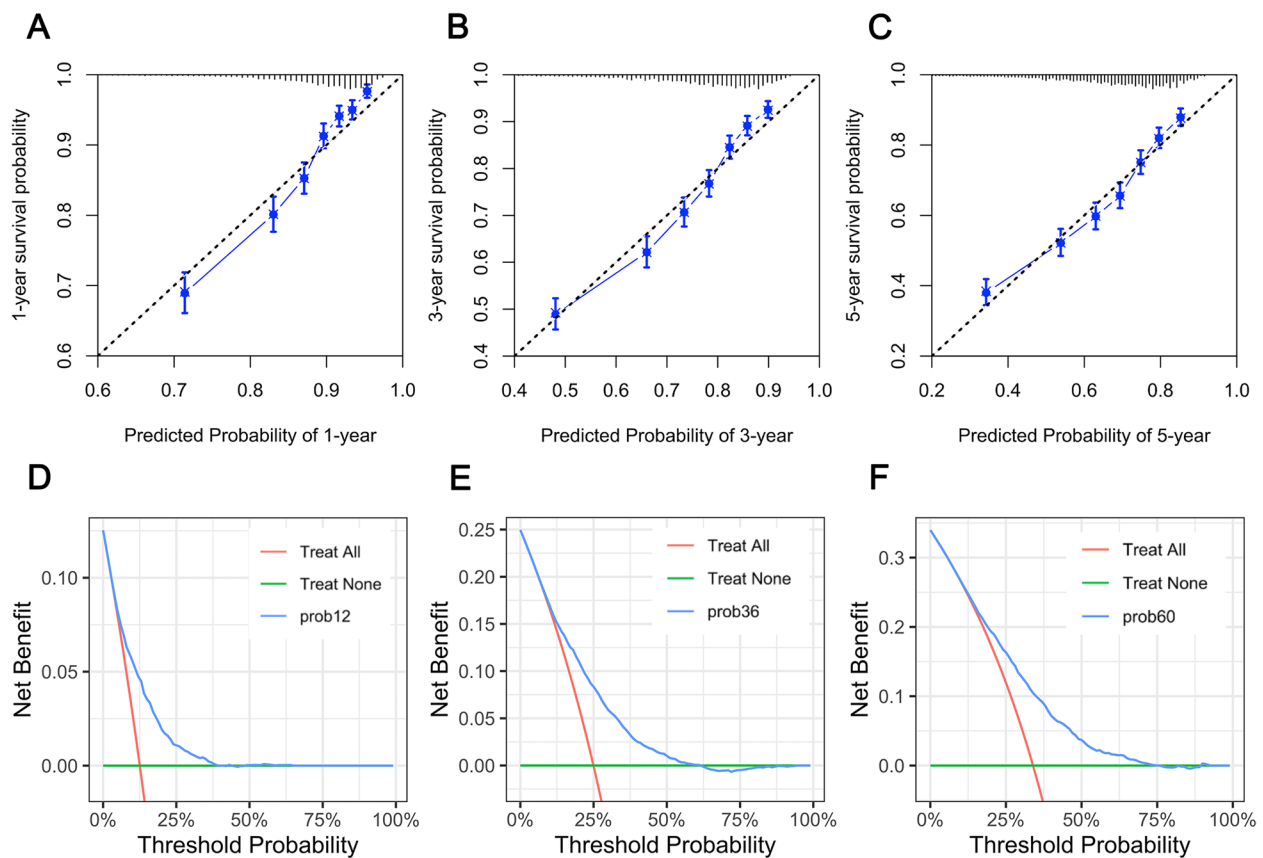 A
B
C
1-year survival probability
1.0
0.9
0.8
0.7
0.6
0.6
0.7
0.8
0.9
1.0
Predicted Probability of 1-year
3-year survival probability
1.0
0.9
0.8
0.7
0.6
0.5
0.4
0.4
0.5
0.6
0.7
0.8
0.9
1.0
Predicted Probability of 3-year
5-year survival probability
1.0
0.8
0.6
0.4
0.2
0.2
0.4
0.6
0.8
1.0
Predicted Probability of 5-year
D
E
F
Net Benefit
0.10
0.05
0.00
Treat All
Treat None
prob12
0%
25%
50%
75%
100%
Threshold Probability
Net Benefit
0.25
0.20
0.15
0.10
0.05
0.00
Treat All
Treat None
prob36
0%
25%
50%
75%
100%
Threshold Probability
Net Benefit
0.3
0.2
0.1
0.0
Treat All
Treat None
prob60
0%
25%
50%
75%
100%
Threshold Probability